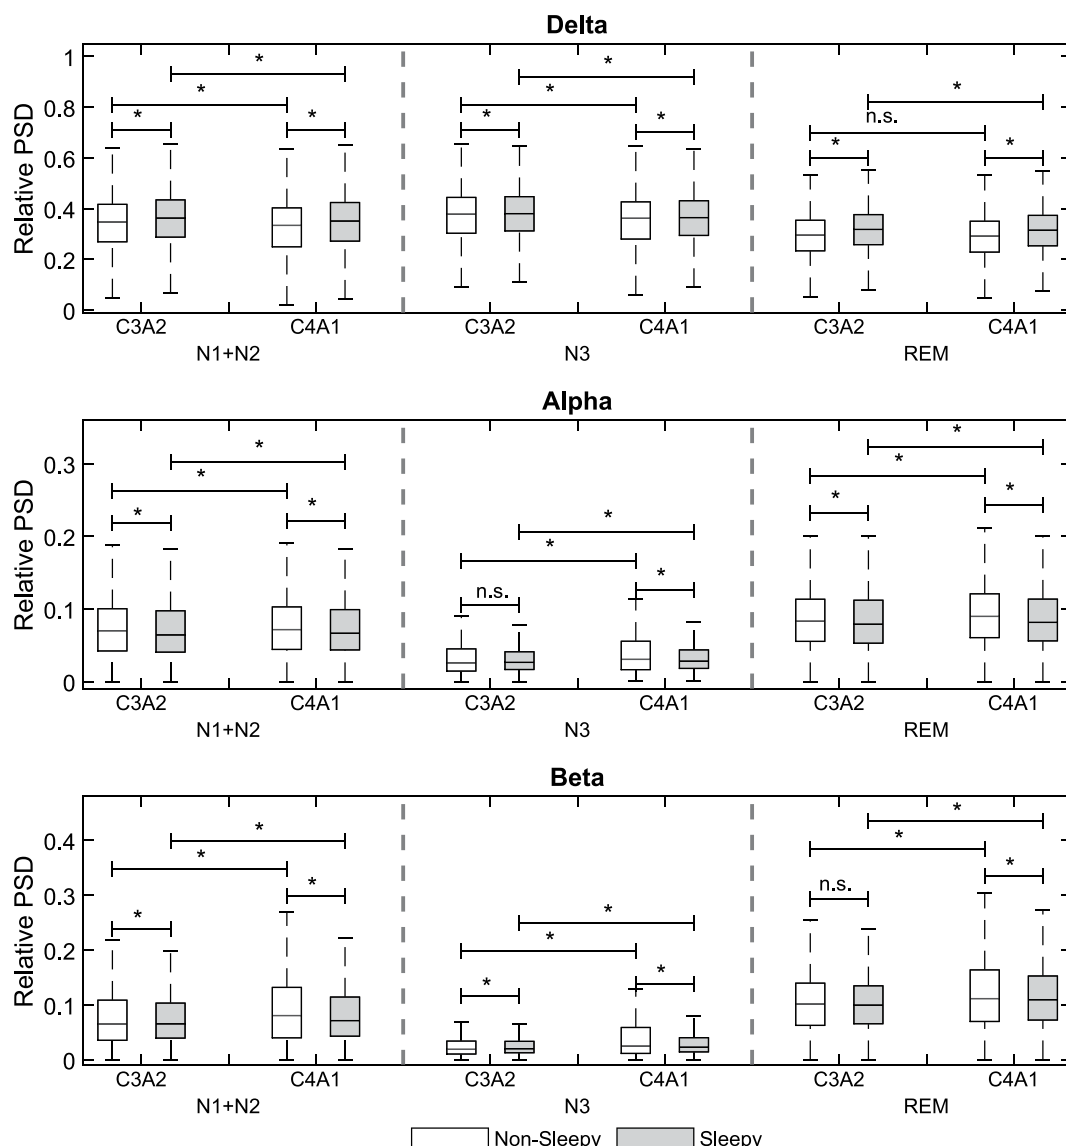 Delta
Relative PSD
1
0.8
0.6
0.4
0.2
0
* * * *
* * * *
n.s. * * *
C3A2 C4A1 C3A2 C4A1 C3A2 C4A1
N1+N2 N3 REM
Alpha
Relative PSD
0.3
0.2
0.1
0
* * * *
n.s. * * *
* * * *
C3A2 C4A1 C3A2 C4A1 C3A2 C4A1
N1+N2 N3 REM
Beta
Relative PSD
0.4
0.3
0.2
0.1
0
* * * *
* * * *
n.s. * * *
C3A2 C4A1 C3A2 C4A1 C3A2 C4A1
N1+N2 N3 REM
Non-Sleepy Sleepy